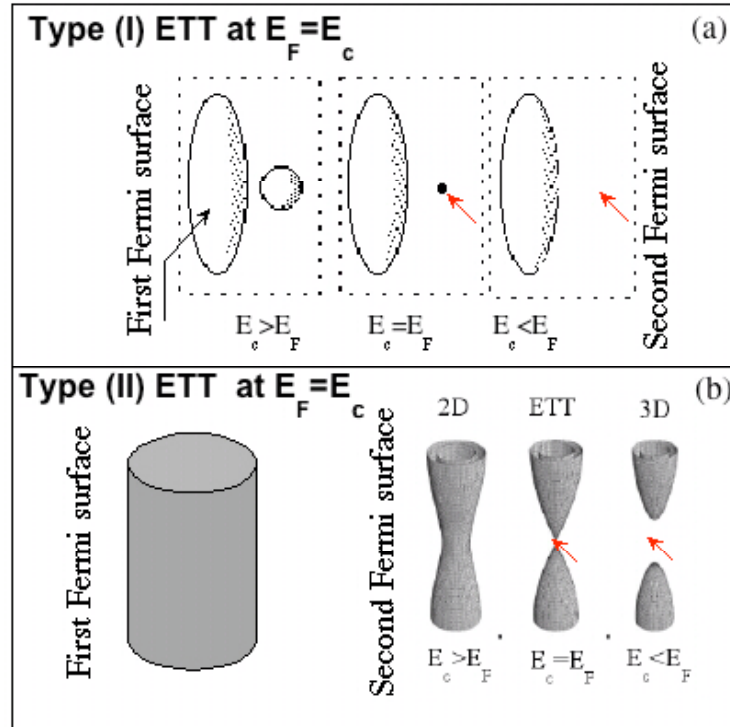 Type (I) ETT at E_F=E_c
(a)
First Fermi surface
Second Fermi surface
E_c>E_F
E_c=E_F
E_c<E_F
Type (II) ETT at E_F=E_c
(b)
First Fermi surface
Second Fermi surface
2D
ETT
3D
E_c>E_F
E_c=E_F
E_c<E_F